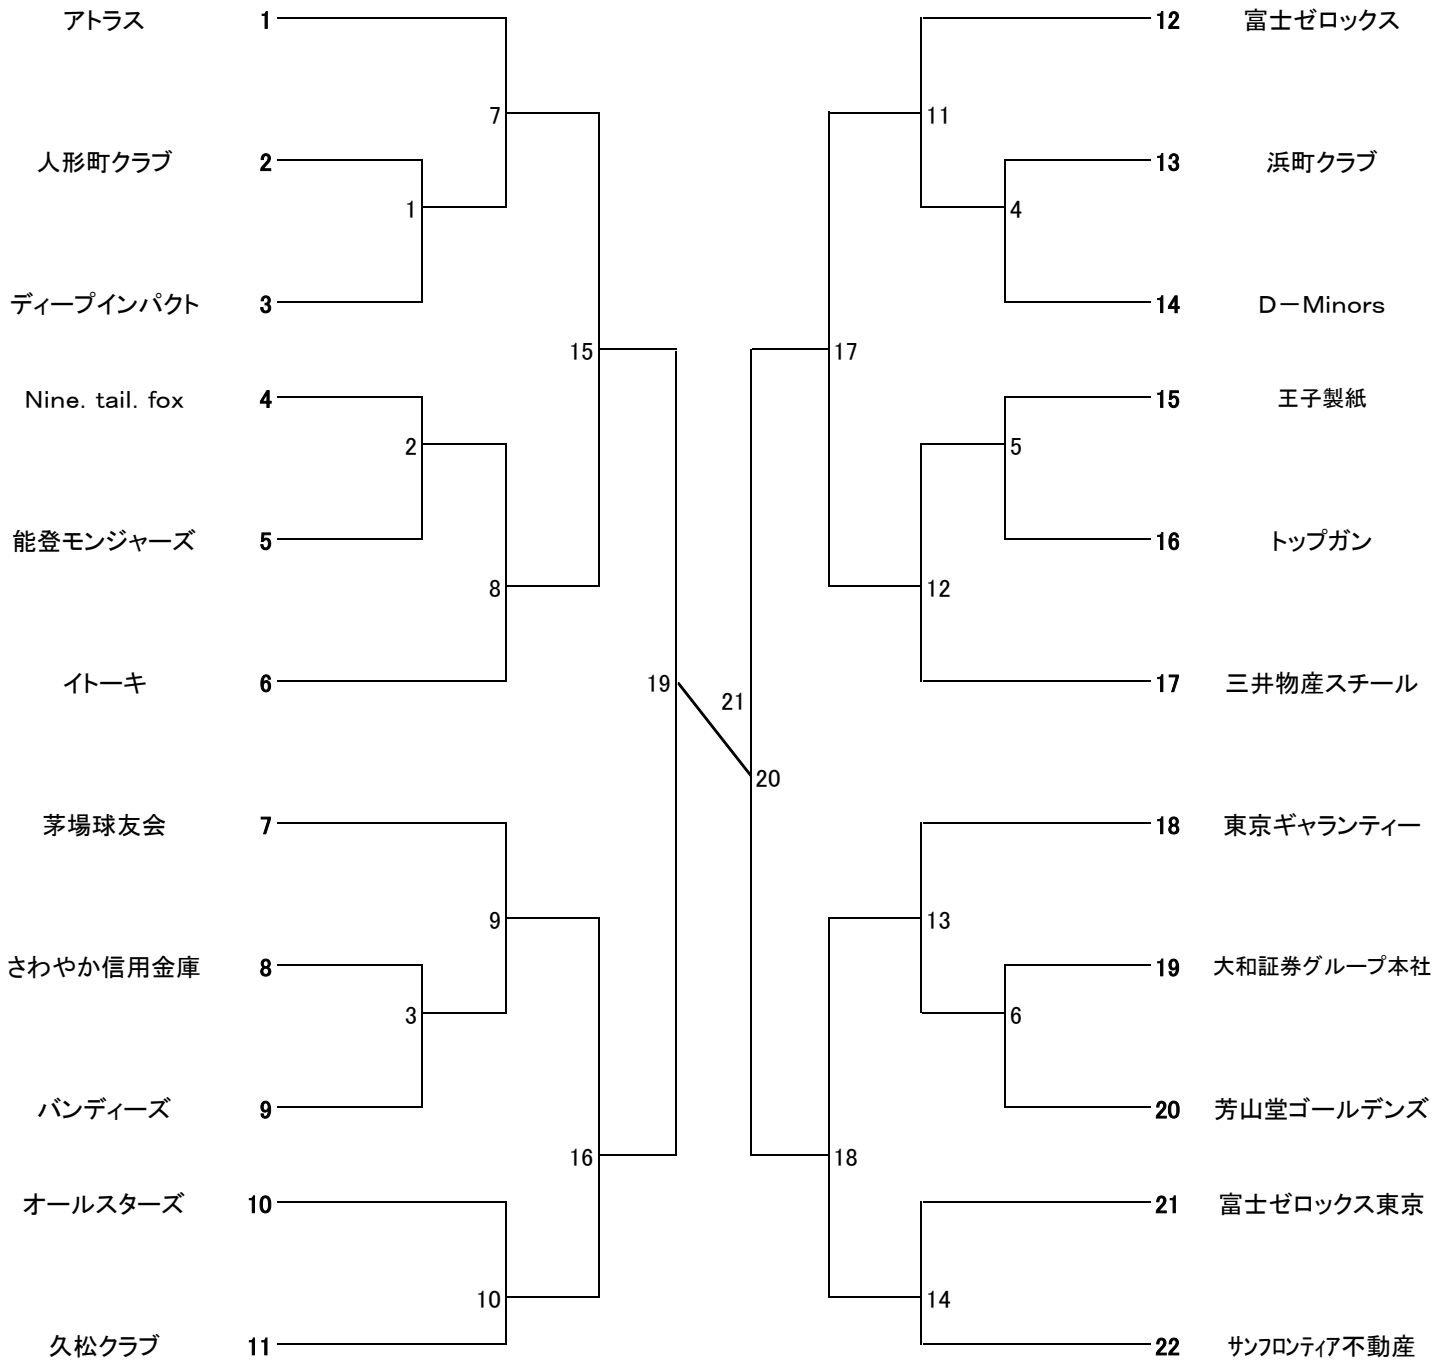 アトラス 1
人形町クラブ 2
ディープインパクト 3
Nine. tail. fox 4
能登モンジャーズ 5
イトーキ 6
茅場球友会 7
さわやか信用金庫 8
バンディーズ 9
オールスターズ 10
久松クラブ 11
7
1
15
2
8
19
9
3
16
10
21
20
11
4
17
5
12
13
6
18
14
12 富士ゼロックス
13 浜町クラブ
14 D－Minors
15 王子製紙
16 トップガン
17 三井物産スチール
18 東京ギャランティー
19 大和証券グループ本社
20 芳山堂ゴールデンズ
21 富士ゼロックス東京
22 サンフロンティア不動産